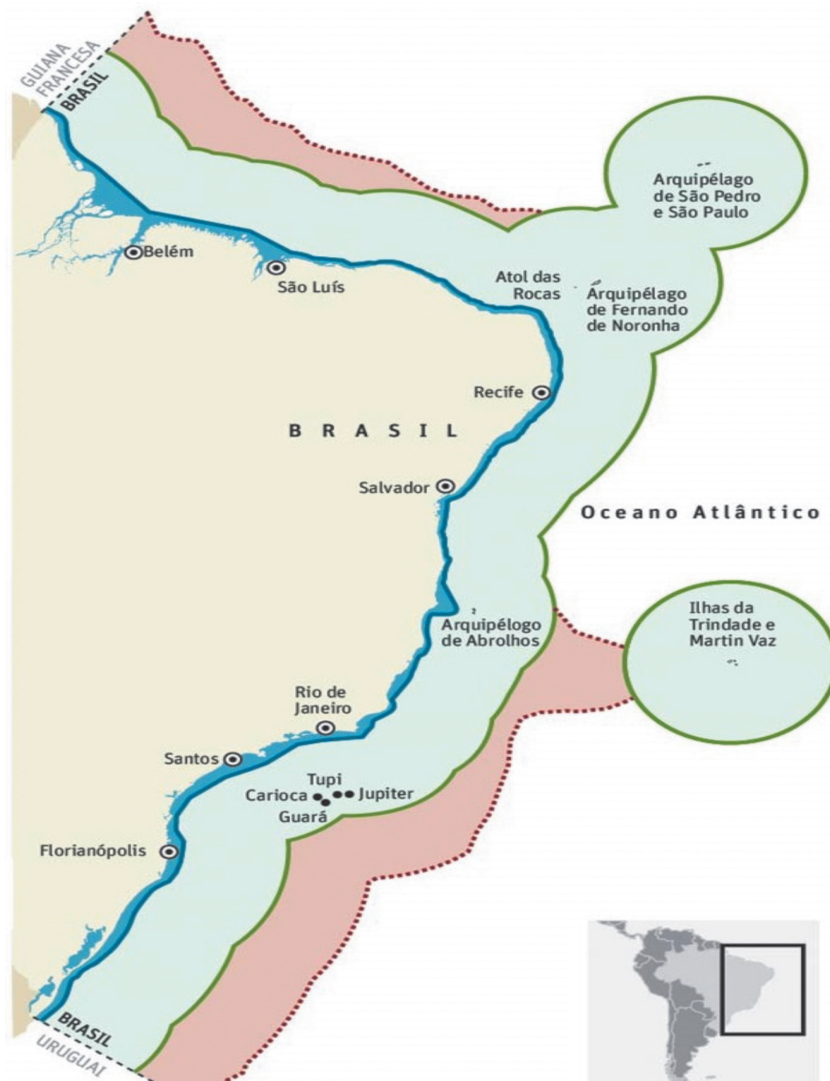 GUIANA
FRANCESA
BRASIL
Arquipélago
de São Pedro
e São Paulo
Belém
São Luís
Atol das
Rocas
Arquipélago
de Fernando
de Noronha
Recife
BRASIL
Salvador
Oceano Atlântico
Arquipélogo
de Abrolhos
Ilhas da
Trindade e
Martin Vaz
Rio de
Janeiro
Santos
Tupi
Carioca
Jupiter
Guará
Florianópolis
BRASIL
URUGUAI